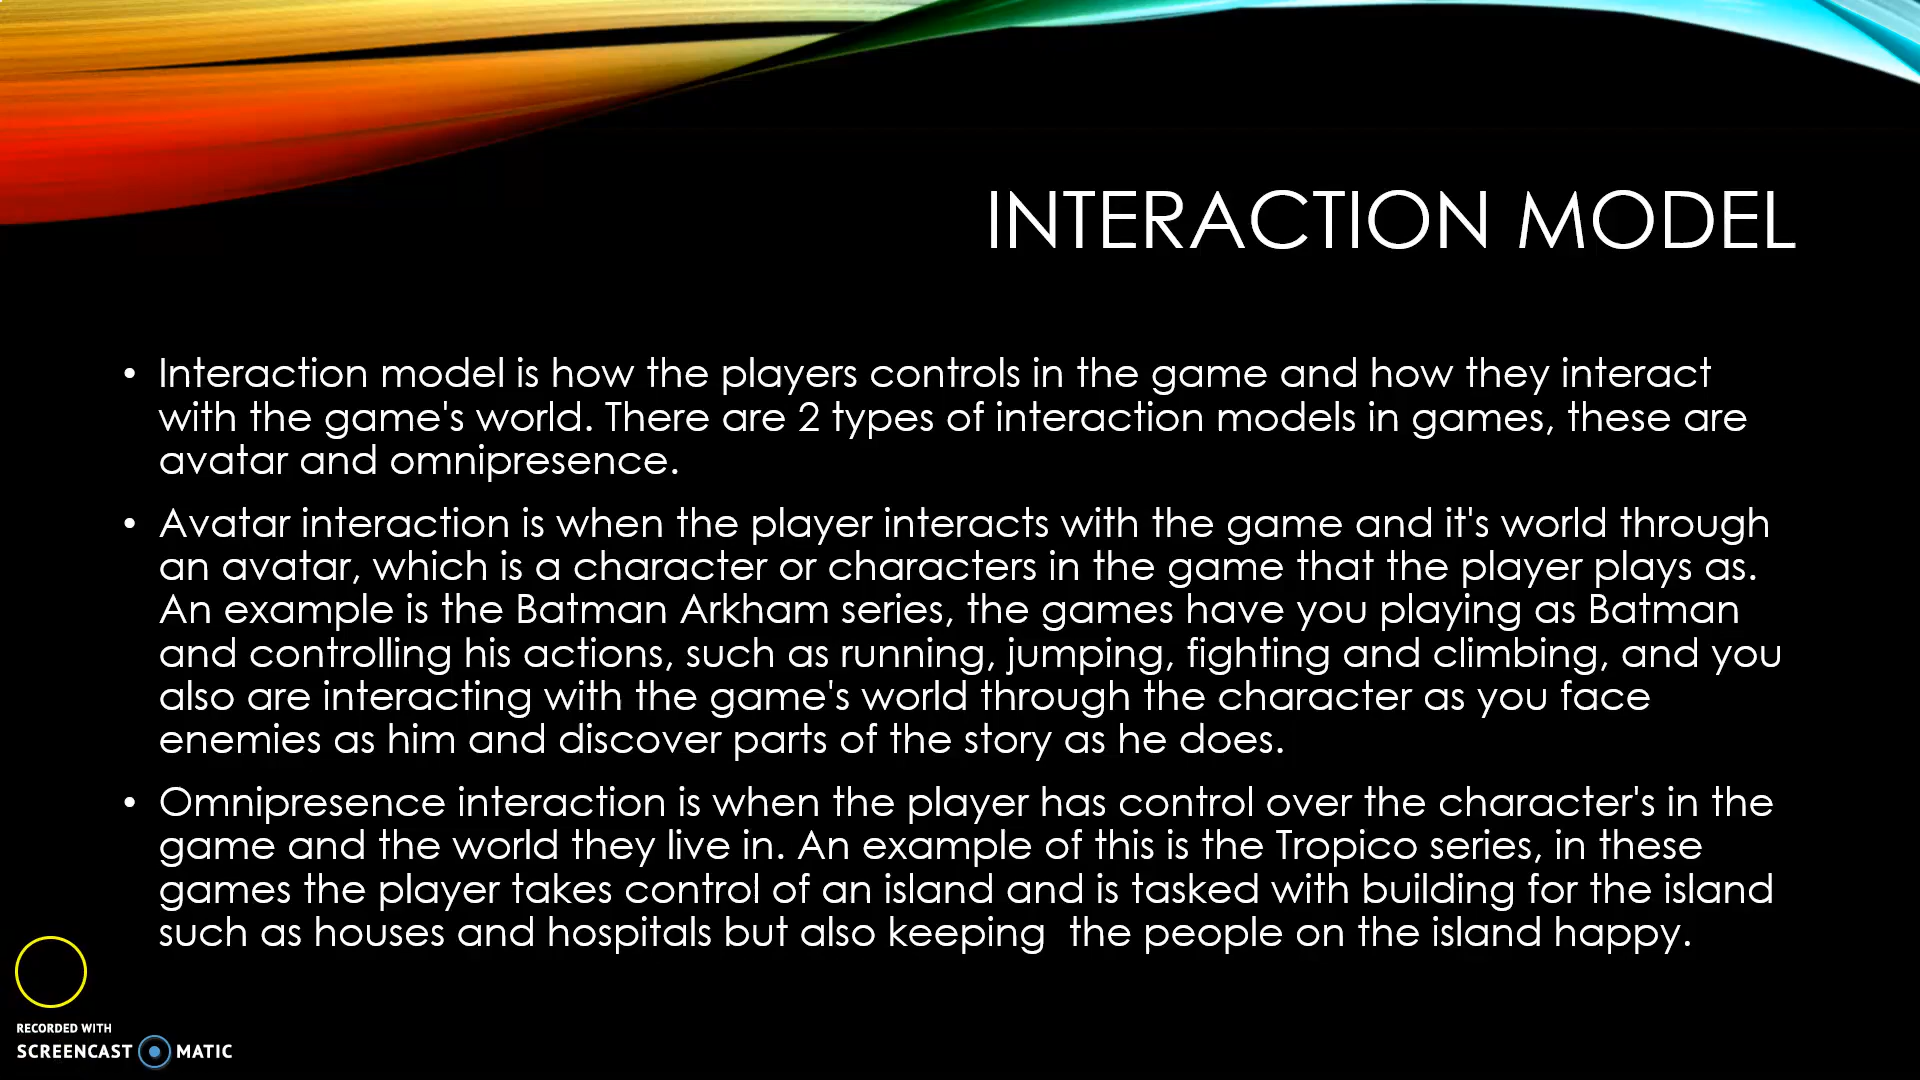 INTERACTION MODEL
• Interaction model is how the players controls in the game and how they interact
with the game's world. There are 2 types of interaction models in games, these are
avatar and omnipresence.
• Avatar interaction is when the player interacts with the game and it's world through
an avatar, which is a character or characters in the game that the player plays as.
An example is the Batman Arkham series, the games have you playing as Batman
and controlling his actions, such as running, jumping, fighting and climbing, and you
also are interacting with the game's world through the character as you face
enemies as him and discover parts of the story as he does.
• Omnipresence interaction is when the player has control over the character's in the
game and the world they live in. An example of this is the Tropico series, in these
games the player takes control of an island and is tasked with building for the island
such as houses and hospitals but also keeping  the people on the island happy.
RECORDED WITH
SCREENCAST MATIC